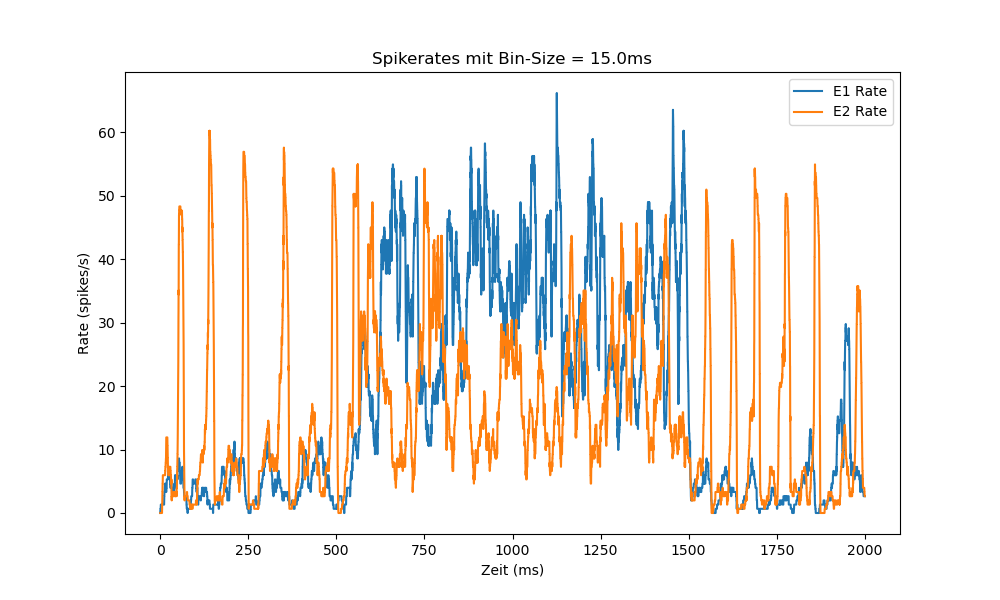 Spikerates mit Bin-Size = 15.0ms
E1 Rate
E2 Rate
Rate (spikes/s)
60
50
40
30
20
10
0
0 250 500 750 1000 1250 1500 1750 2000
Zeit (ms)